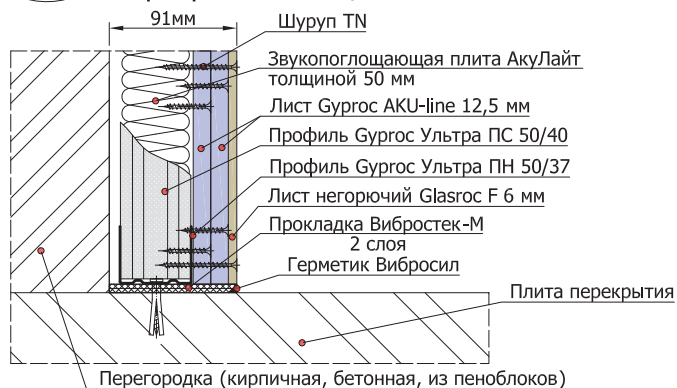 91мм
Шуруп TN
Звукопоглощающая плита АкуЛайт
толщиной 50 мм
Лист Gyproc AKU-line 12,5 мм
Профиль Gyproc Ультра ПС 50/40
Профиль Gyproc Ультра ПН 50/37
Лист негорючий Glasroc F 6 мм
Прокладка Вибростек-М
2 слоя
Герметик Вибросил
Плита перекрытия
Перегородка (кирпичная, бетонная, из пеноблоков)